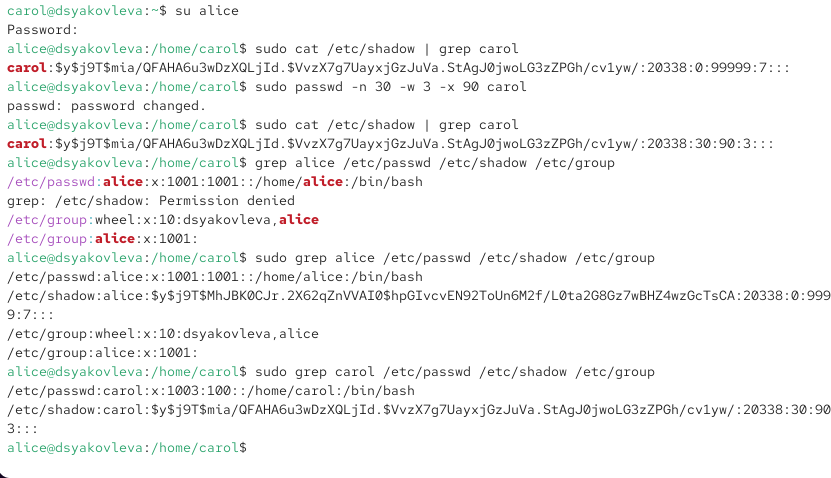 carol@dsyakovleva:~$ su alice
Password:
alice@dsyakovleva:/home/carol$ sudo cat /etc/shadow | grep carol
carol:$y$j9T$mia/QFAHA6u3wDzXQLjId.$VvzX7g7UayxjGzJuVa.StAgJ0jwoLG3zZPGh/cv1yw/:20338:0:99999:7:::
alice@dsyakovleva:/home/carol$ sudo passwd -n 30 -w 3 -x 90 carol
passwd: password changed.
alice@dsyakovleva:/home/carol$ sudo cat /etc/shadow | grep carol
carol:$y$j9T$mia/QFAHA6u3wDzXQLjId.$VvzX7g7UayxjGzJuVa.StAgJ0jwoLG3zZPGh/cv1yw/:20338:30:90:3:::
alice@dsyakovleva:/home/carol$ grep alice /etc/passwd /etc/shadow /etc/group
/etc/passwd:alice:x:1001:1001::/home/alice:/bin/bash
grep: /etc/shadow: Permission denied
/etc/group:wheel:x:10:dsyakovleva,alice
/etc/group:alice:x:1001:
alice@dsyakovleva:/home/carol$ sudo grep alice /etc/passwd /etc/shadow /etc/group
/etc/passwd:alice:x:1001:1001::/home/alice:/bin/bash
/etc/shadow:alice:$y$j9T$MhJBK0CJr.2X62qZnVVAI0$hpGIvcvEN92ToUn6M2f/L0ta2G8Gz7wBHZ4wzGcTsCA:20338:0:999
9:7:::
/etc/group:wheel:x:10:dsyakovleva,alice
/etc/group:alice:x:1001:
alice@dsyakovleva:/home/carol$ sudo grep carol /etc/passwd /etc/shadow /etc/group
/etc/passwd:carol:x:1003:100::/home/carol:/bin/bash
/etc/shadow:carol:$y$j9T$mia/QFAHA6u3wDzXQLjId.$VvzX7g7UayxjGzJuVa.StAgJ0jwoLG3zZPGh/cv1yw/:20338:30:90
3:::
alice@dsyakovleva:/home/carol$